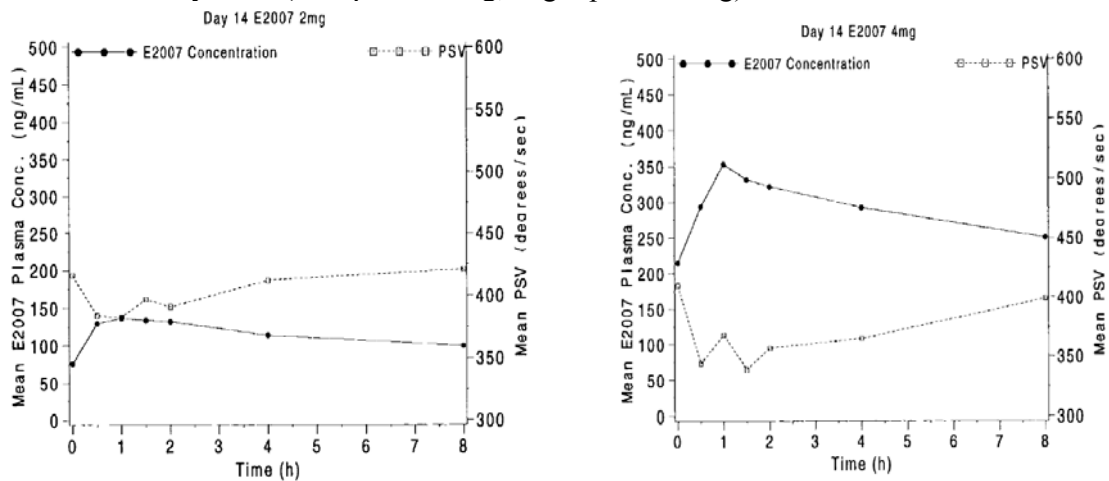 Day 14 E2007 2mg
E2007 Concentration
PSV
500
450
400
350
300
250
200
150
100
50
0
Mean E2007 Plasma Conc. (ng/mL)
600
550
500
450
400
350
300
Mean PSV (degrees/sec)
0 1 2 3 4 5 6 7 8
Time (h)
Day 14 E2007 4mg
E2007 Concentration
PSV
500
450
400
350
300
250
200
150
100
50
0
Mean E2007 Plasma Conc. (ng/mL)
600
550
500
450
400
350
300
Mean PSV (degrees/sec)
0 1 2 3 4 5 6 7 8
Time (h)